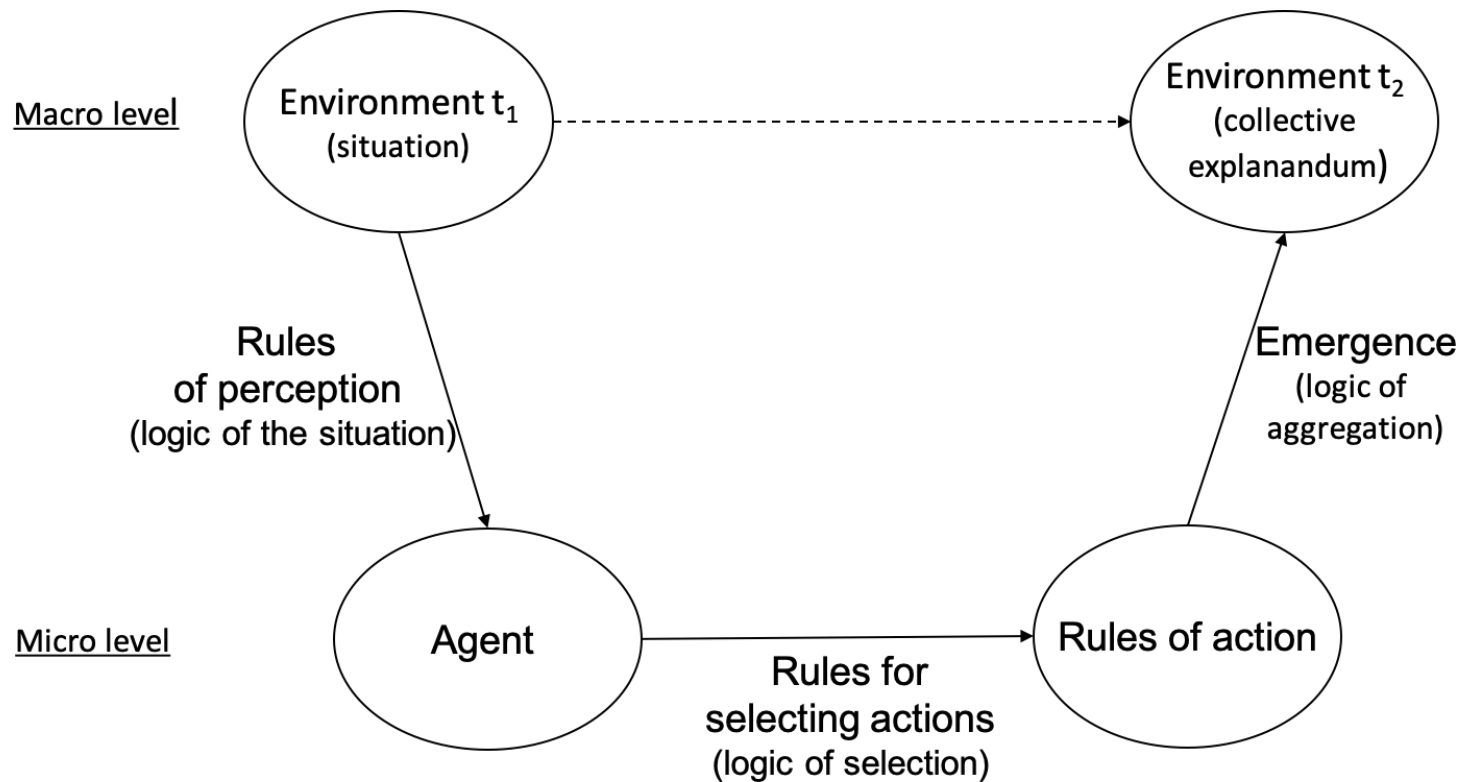 Macro level
Environment t₁
(situation)
Environment t₂
(collective
explanandum)
Rules
of perception
(logic of the situation)
Emergence
(logic of
aggregation)
Micro level
Agent
Rules for
selecting actions
(logic of selection)
Rules of action